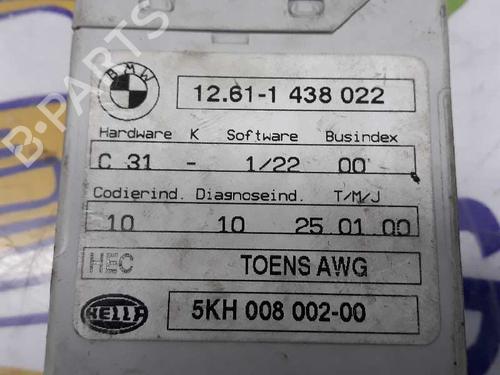 BMW
12.61-1 438 022
Hardware K Software Busindex
C 31 - 1/22 00
Codierind. Diagnoseind. T/M/J
10 10 25 01 00
HEC TOENS AWG
HELLA 5KH 008 002-00
B-PARTS